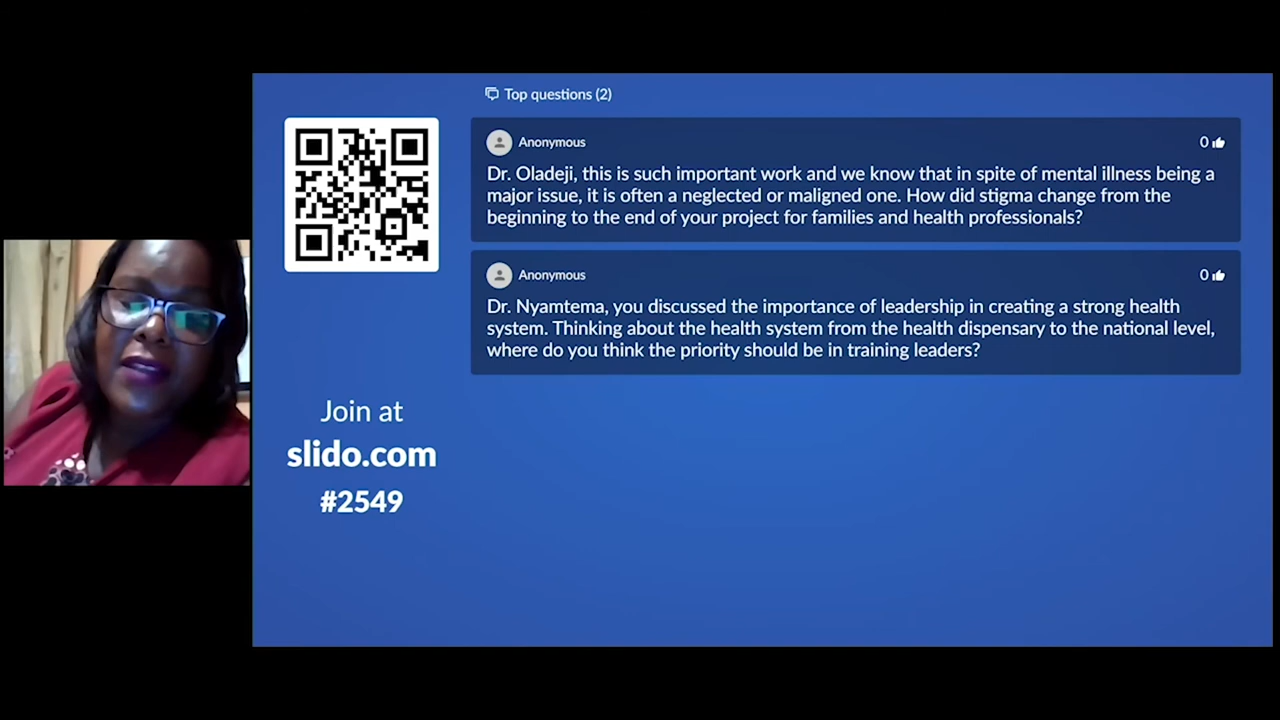 Top questions (2)
Anonymous
0
Dr. Oladeji, this is such important work and we know that in spite of mental illness being a
major issue, it is often a neglected or maligned one. How did stigma change from the
beginning to the end of your project for families and health professionals?
Anonymous
0
Dr. Nyamtema, you discussed the importance of leadership in creating a strong health
system. Thinking about the health system from the health dispensary to the national level,
where do you think the priority should be in training leaders?
Join at
slido.com
#2549